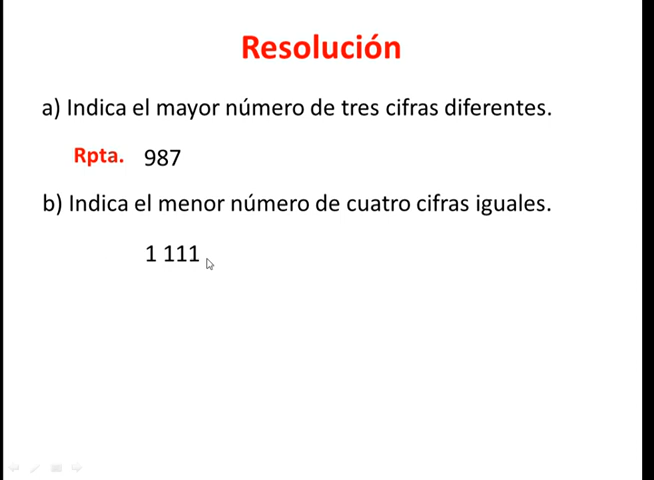 Resolución
a) Indica el mayor número de tres cifras diferentes.
Rpta. 987
b) Indica el menor número de cuatro cifras iguales.
1 111